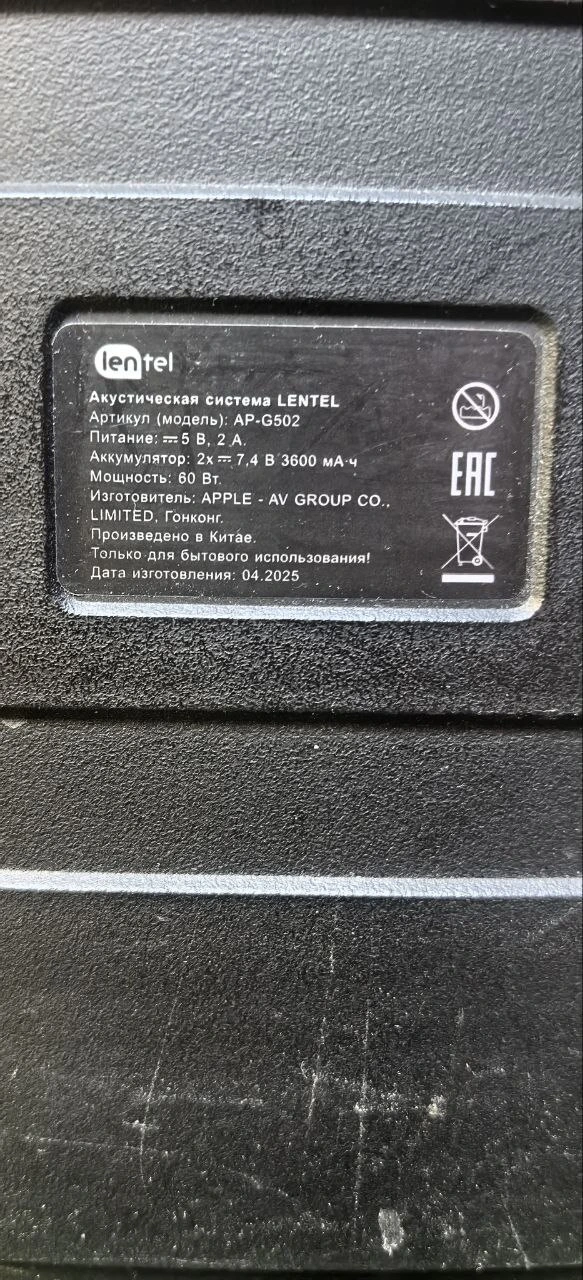 lentel
Акустическая система LENTEL
Артикул (модель): AP-G502
Питание: ⎓ 5 В, 2 А.
Аккумулятор: 2x ⎓ 7,4 В 3600 мА·ч
Мощность: 60 Вт.
Изготовитель: APPLE - AV GROUP CO.,
LIMITED, Гонконг.
Произведено в Китае.
Только для бытового использования!
Дата изготовления: 04.2025
EAC